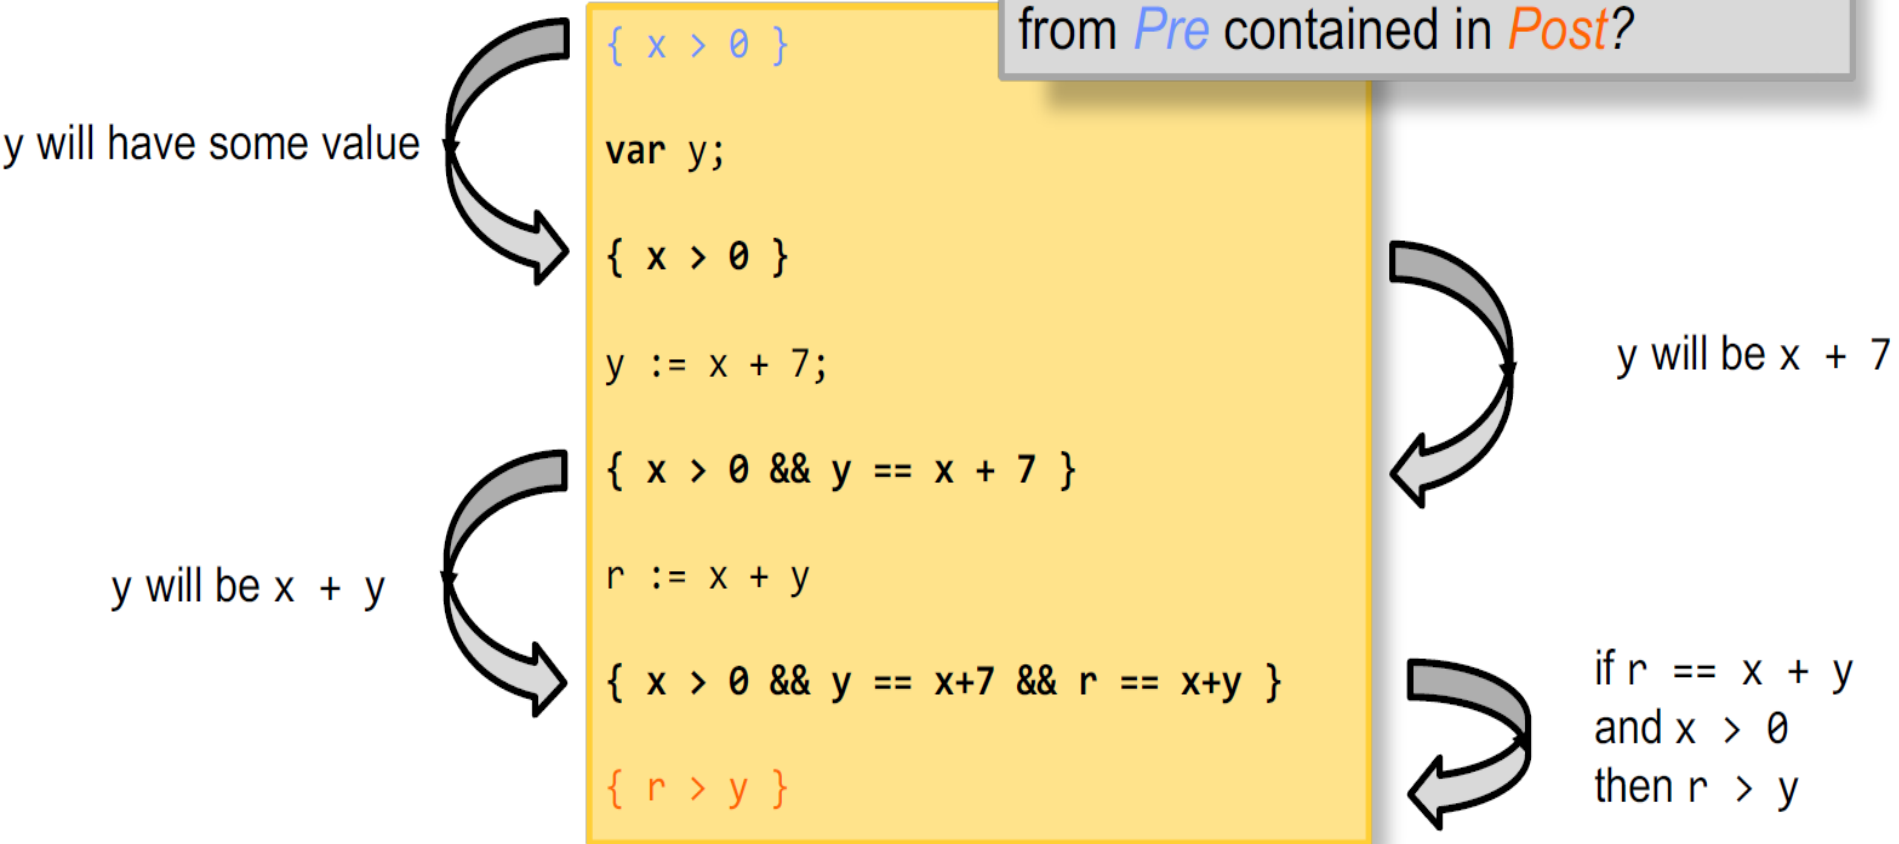 from Pre contained in Post?
{ x > 0 }
y will have some value
var y;
{ x > 0 }
y := x + 7;
y will be x + 7
{ x > 0 && y == x + 7 }
r := x + y
y will be x + y
{ x > 0 && y == x+7 && r == x+y }
if r == x + y
and x > 0
then r > y
{ r > y }